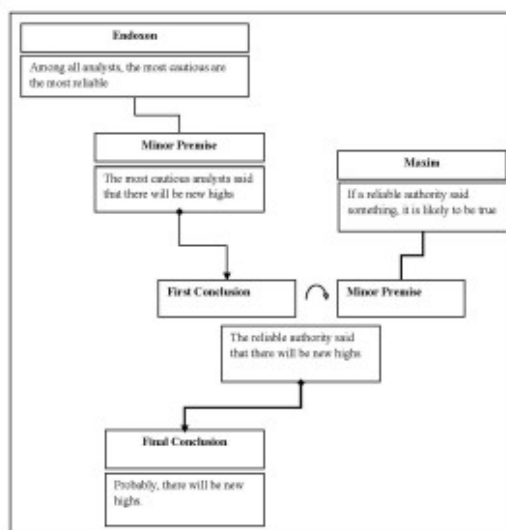 Endoxon
Among all analysts, the most cautious are
the most reliable
Minor Premise
The most cautious analysts said
that there will be new highs
Maxim
If a reliable authority said
something, it is likely to be true
First Conclusion
Minor Premise
The reliable authority said
that there will be new highs
Final Conclusion
Probably, there will be new
highs.